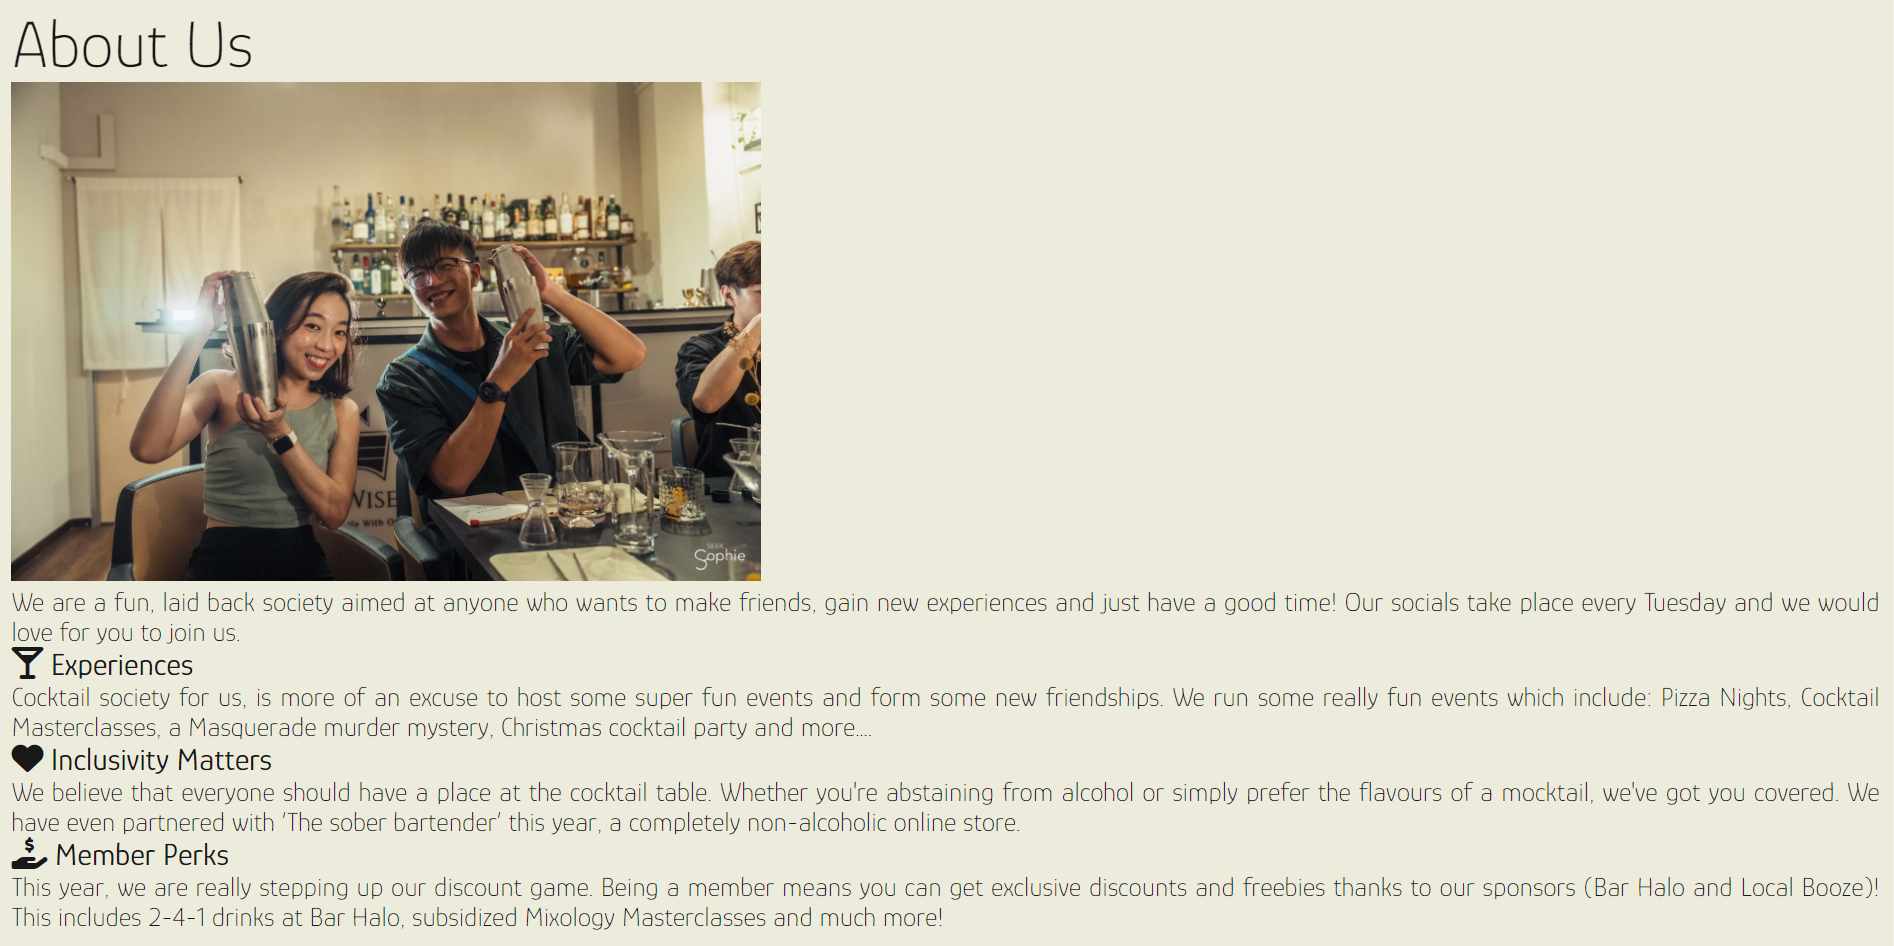 About Us
WISE
fe With O
SEEK
Sophie
We are a fun, laid back society aimed at anyone who wants to make friends, gain new experiences and just have a good time! Our socials take place every Tuesday and we would
love for you to join us.
Experiences
Cocktail society for us, is more of an excuse to host some super fun events and form some new friendships. We run some really fun events which include: Pizza Nights, Cocktail
Masterclasses, a Masquerade murder mystery, Christmas cocktail party and more....
Inclusivity Matters
We believe that everyone should have a place at the cocktail table. Whether you're abstaining from alcohol or simply prefer the flavours of a mocktail, we've got you covered. We
have even partnered with 'The sober bartender' this year, a completely non-alcoholic online store.
Member Perks
This year, we are really stepping up our discount game. Being a member means you can get exclusive discounts and freebies thanks to our sponsors (Bar Halo and Local Booze)!
This includes 2-4-1 drinks at Bar Halo, subsidized Mixology Masterclasses and much more!